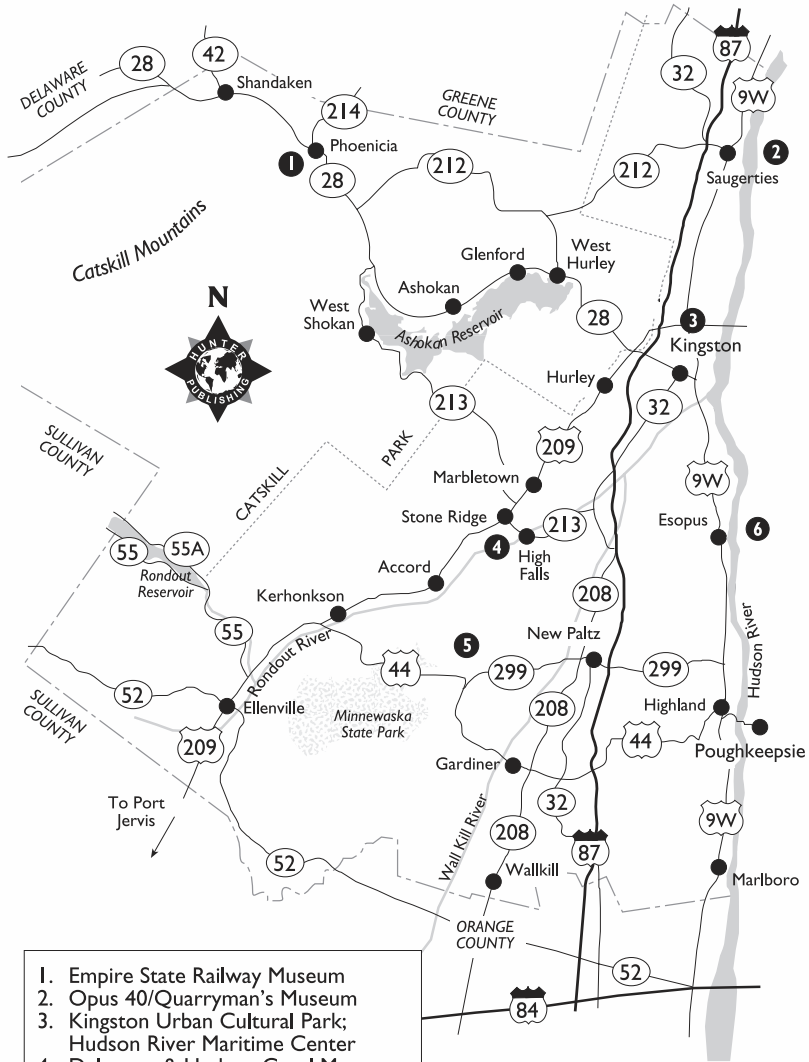 42
28
DELAWARE
COUNTY
Shandaken
214
GREENE
COUNTY
32
87
9W
1
Phoenicia
28
212
212
2
Saugerties
Catskill Mountains
Glenford
West
Hurley
Ashokan
West
Shokan
Ashokan Reservoir
28
3
Kingston
N
HUNTER
PUBLISHING
Hurley
32
213
209
SULLIVAN
COUNTY
CATSKILL
PARK
Marbletown
9W
Stone Ridge
213
Esopus
6
4
High
Falls
55
55A
Rondout
Reservoir
Accord
Kerhonkson
208
55
Rondout River
5
New Paltz
44
299
299
Hudson River
52
Ellenville
SULLIVAN
COUNTY
Minnewaska
State Park
208
Highland
44
Poughkeepsie
209
Gardiner
To Port
Jervis
32
Wall Kill River
208
87
9W
52
Wallkill
Marlboro
ORANGE
COUNTY
52
84
1. Empire State Railway Museum
2. Opus 40/Quarryman's Museum
3. Kingston Urban Cultural Park;
Hudson River Maritime Center